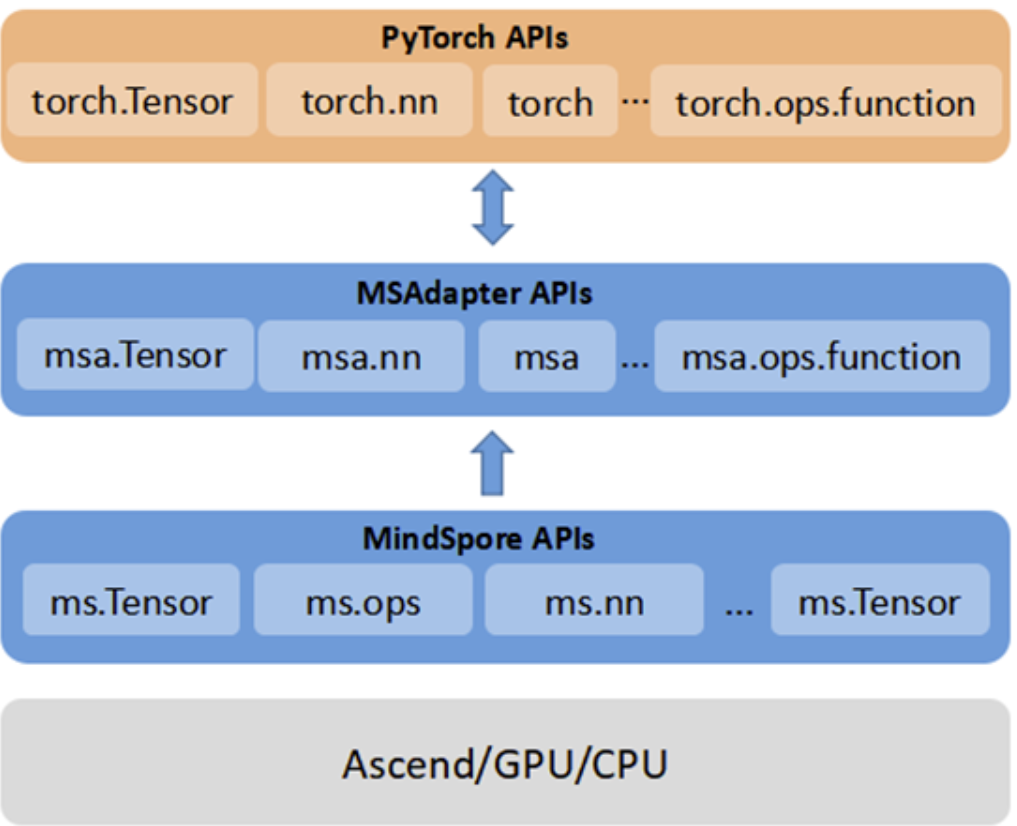 PyTorch APIs
torch.Tensor torch.nn torch ... torch.ops.function
MSAdapter APIs
msa.Tensor msa.nn msa ... msa.ops.function
MindSpore APIs
ms.Tensor ms.ops ms.nn ... ms.Tensor
Ascend/GPU/CPU